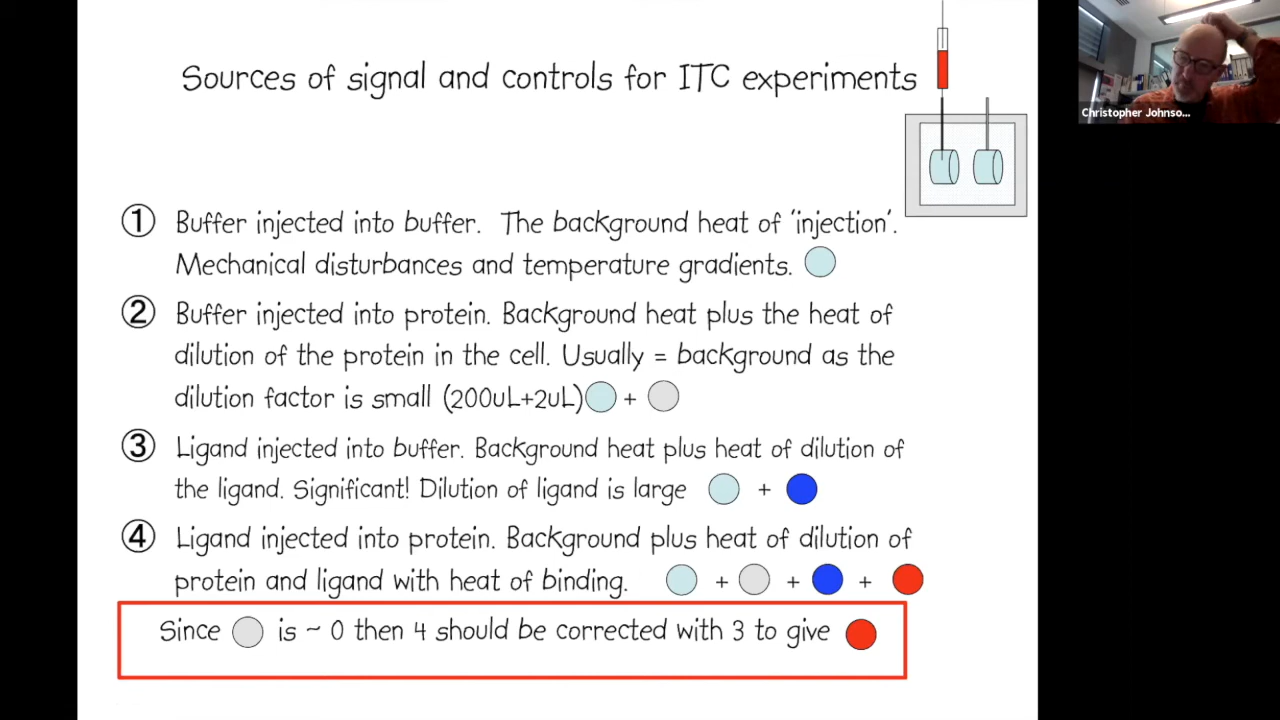 Sources of signal and controls for ITC experiments
Christopher Johnso...
① Buffer injected into buffer. The background heat of 'injection'.
Mechanical disturbances and temperature gradients.
② Buffer injected into protein. Background heat plus the heat of
dilution of the protein in the cell. Usually = background as the
dilution factor is small (200uL+2uL) +
③ Ligand injected into buffer. Background heat plus heat of dilution of
the ligand. Significant! Dilution of ligand is large +
④ Ligand injected into protein. Background plus heat of dilution of
protein and ligand with heat of binding. + + +
Since is ~ 0 then 4 should be corrected with 3 to give